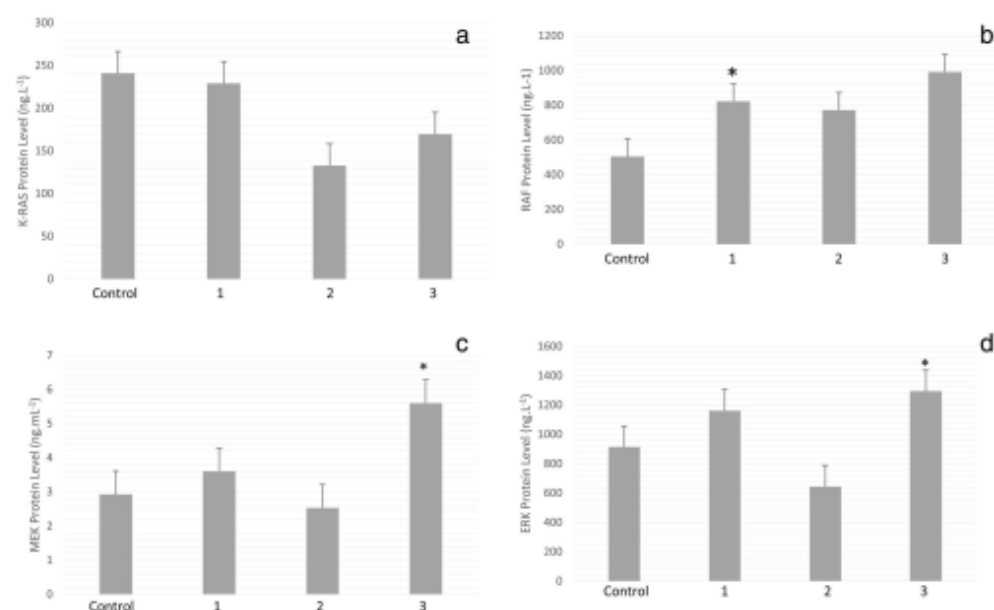 a
K-RAS Protein Level (ng.L⁻¹)
300
250
200
150
100
50
0
Control 1 2 3
b
RAF Protein Level (ng.L-1)
1200
1000
800
600
400
200
0
*
Control 1 2 3
c
MEK Protein Level (ng.mL⁻¹)
7
6
5
4
3
2
1
0
*
Control 1 2 3
d
ERK Protein Level (ng.L⁻¹)
1600
1400
1200
1000
800
600
400
200
0
*
Control 1 2 3